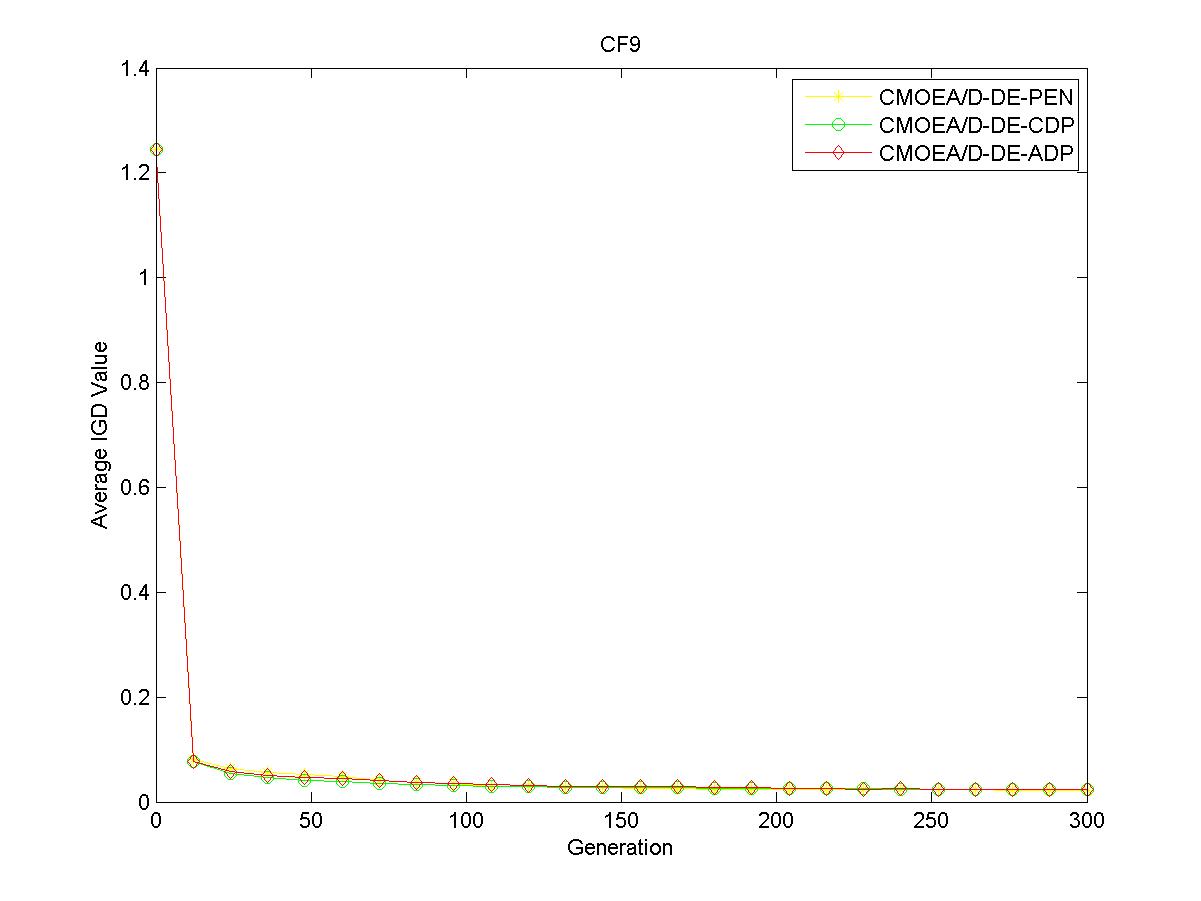 CF9
1.4
1.2
1
0.8
0.6
0.4
0.2
0
Average IGD Value
CMOEA/D-DE-PEN
CMOEA/D-DE-CDP
CMOEA/D-DE-ADP
0 50 100 150 200 250 300
Generation